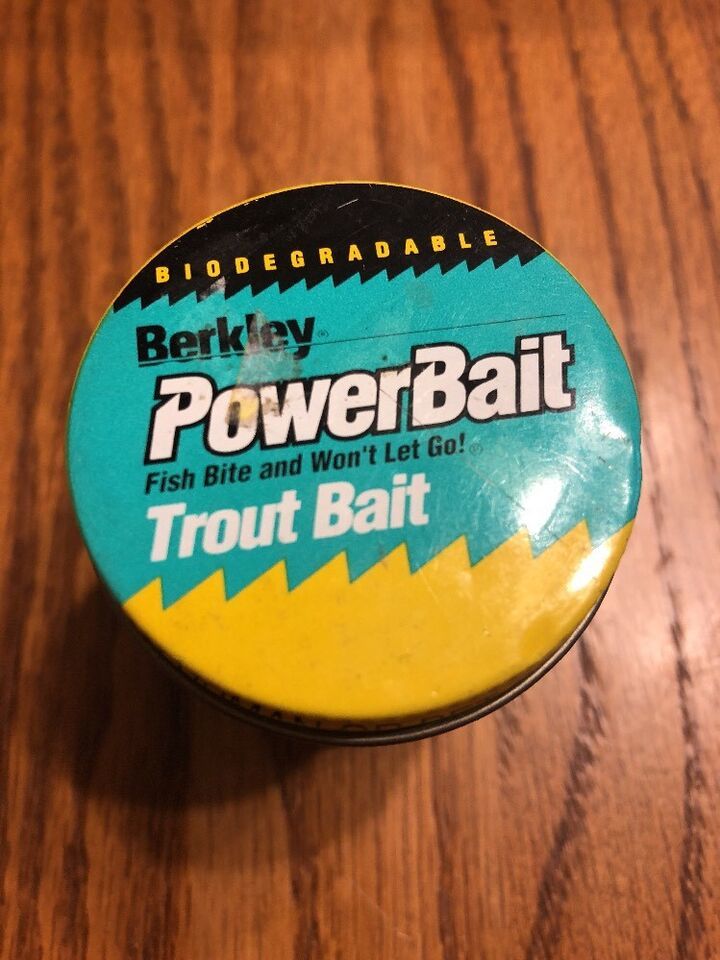 BIODEGRADABLE
Berkley®
PowerBait
Fish Bite and Won't Let Go!®
Trout Bait